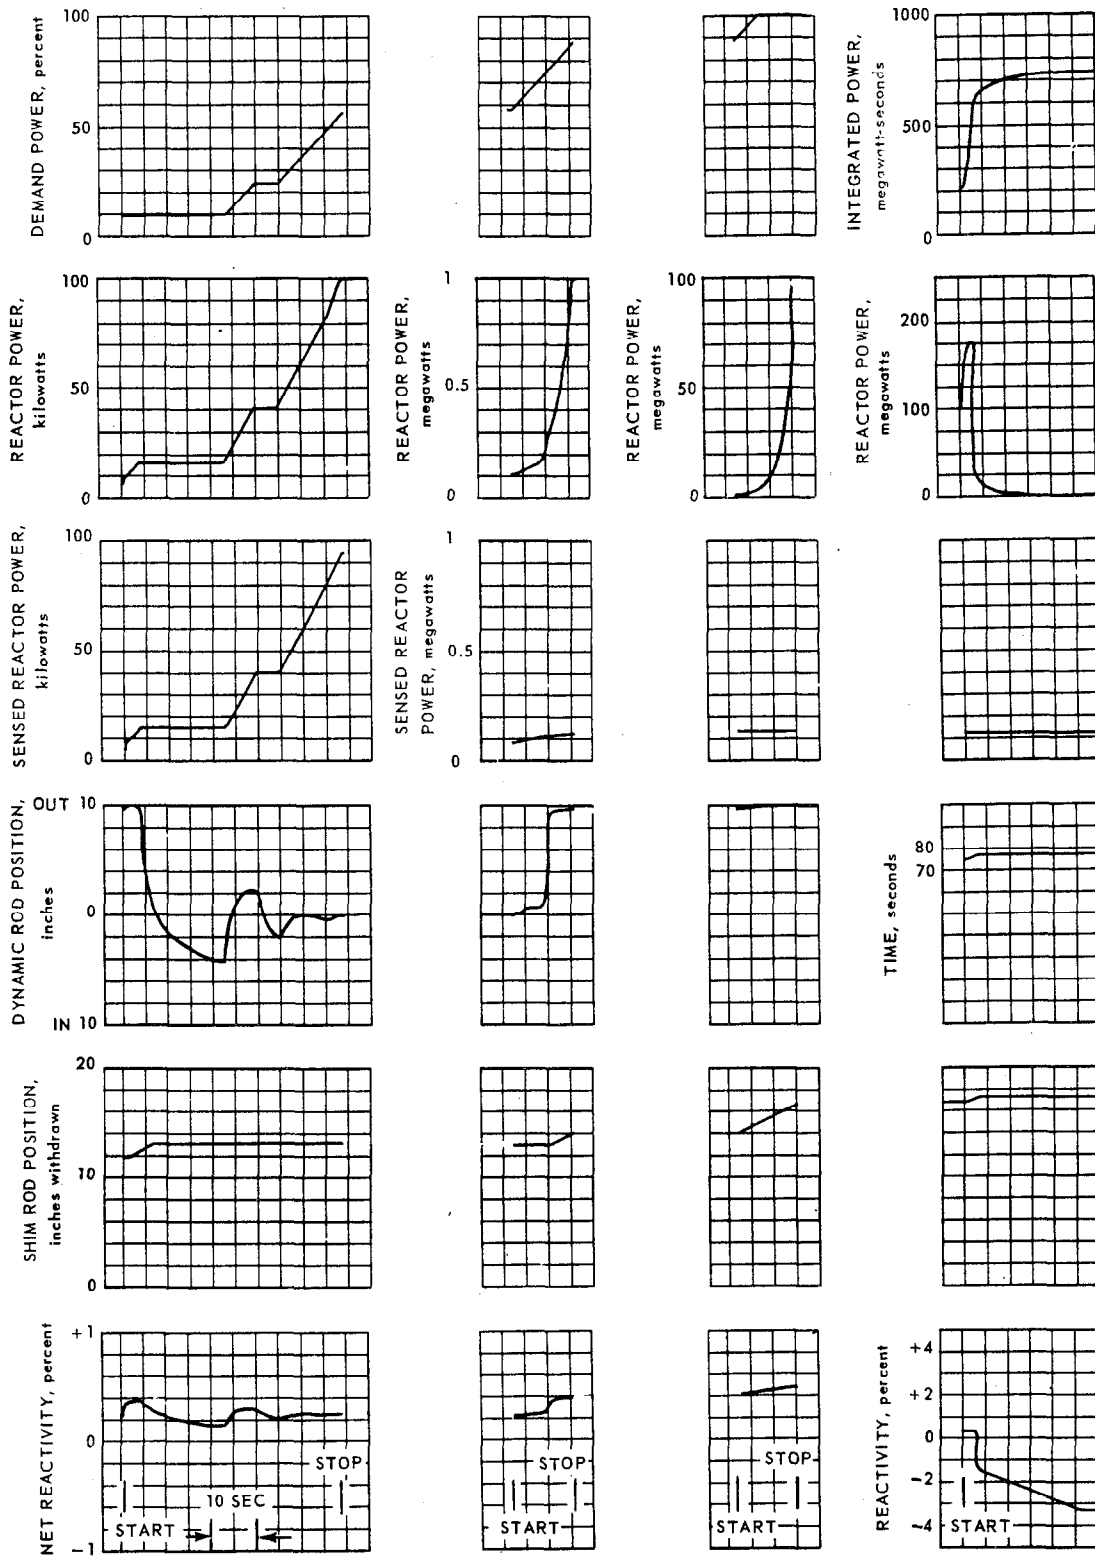 DEMAND POWER, percent
100
50
0
INTEGRATED POWER,
megawatt-seconds
1000
500
0
REACTOR POWER,
kilowatts
100
50
0
REACTOR POWER,
megawatts
1
0.5
0
REACTOR POWER,
megawatts
100
50
0
REACTOR POWER,
megawatts
200
100
0
SENSED REACTOR POWER,
kilowatts
100
50
0
SENSED REACTOR
POWER, megawatts
1
0.5
0
DYNAMIC ROD POSITION,
inches
OUT 10
0
IN 10
TIME, seconds
80
70
SHIM ROD POSITION,
inches withdrawn
20
10
0
NET REACTIVITY, percent
+1
0
-1
STOP
10 SEC
START
STOP
START
STOP
START
REACTIVITY, percent
+4
+2
0
-2
-4
START